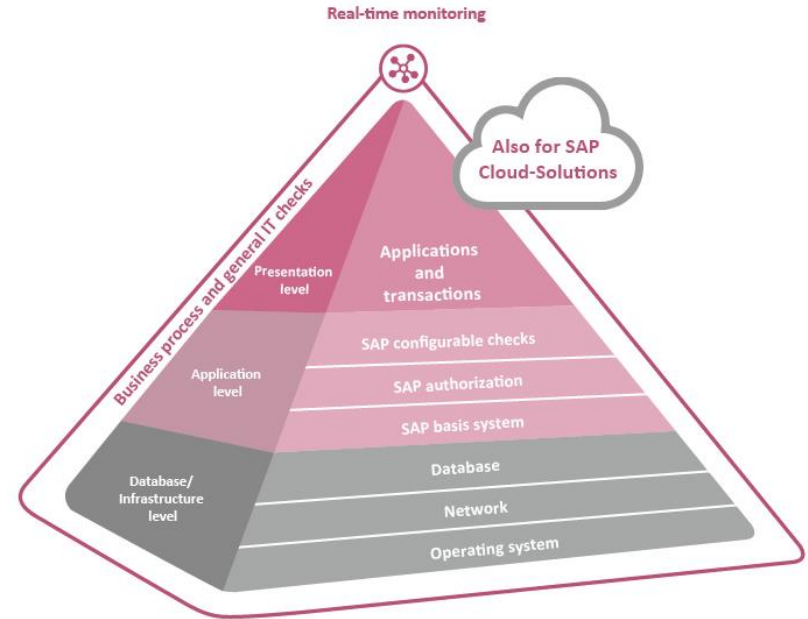 Real-time monitoring
Also for SAP
Cloud-Solutions
Business process and general IT checks
Presentation
level
Applications
and
transactions
Application
level
SAP configurable checks
SAP authorization
SAP basis system
Database/
Infrastructure
level
Database
Network
Operating system